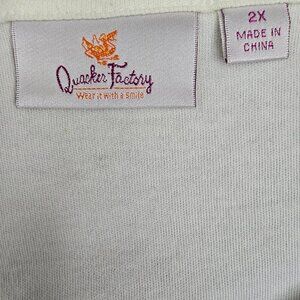 Quacker Factory
Wear it with a Smile
2X
MADE IN
CHINA